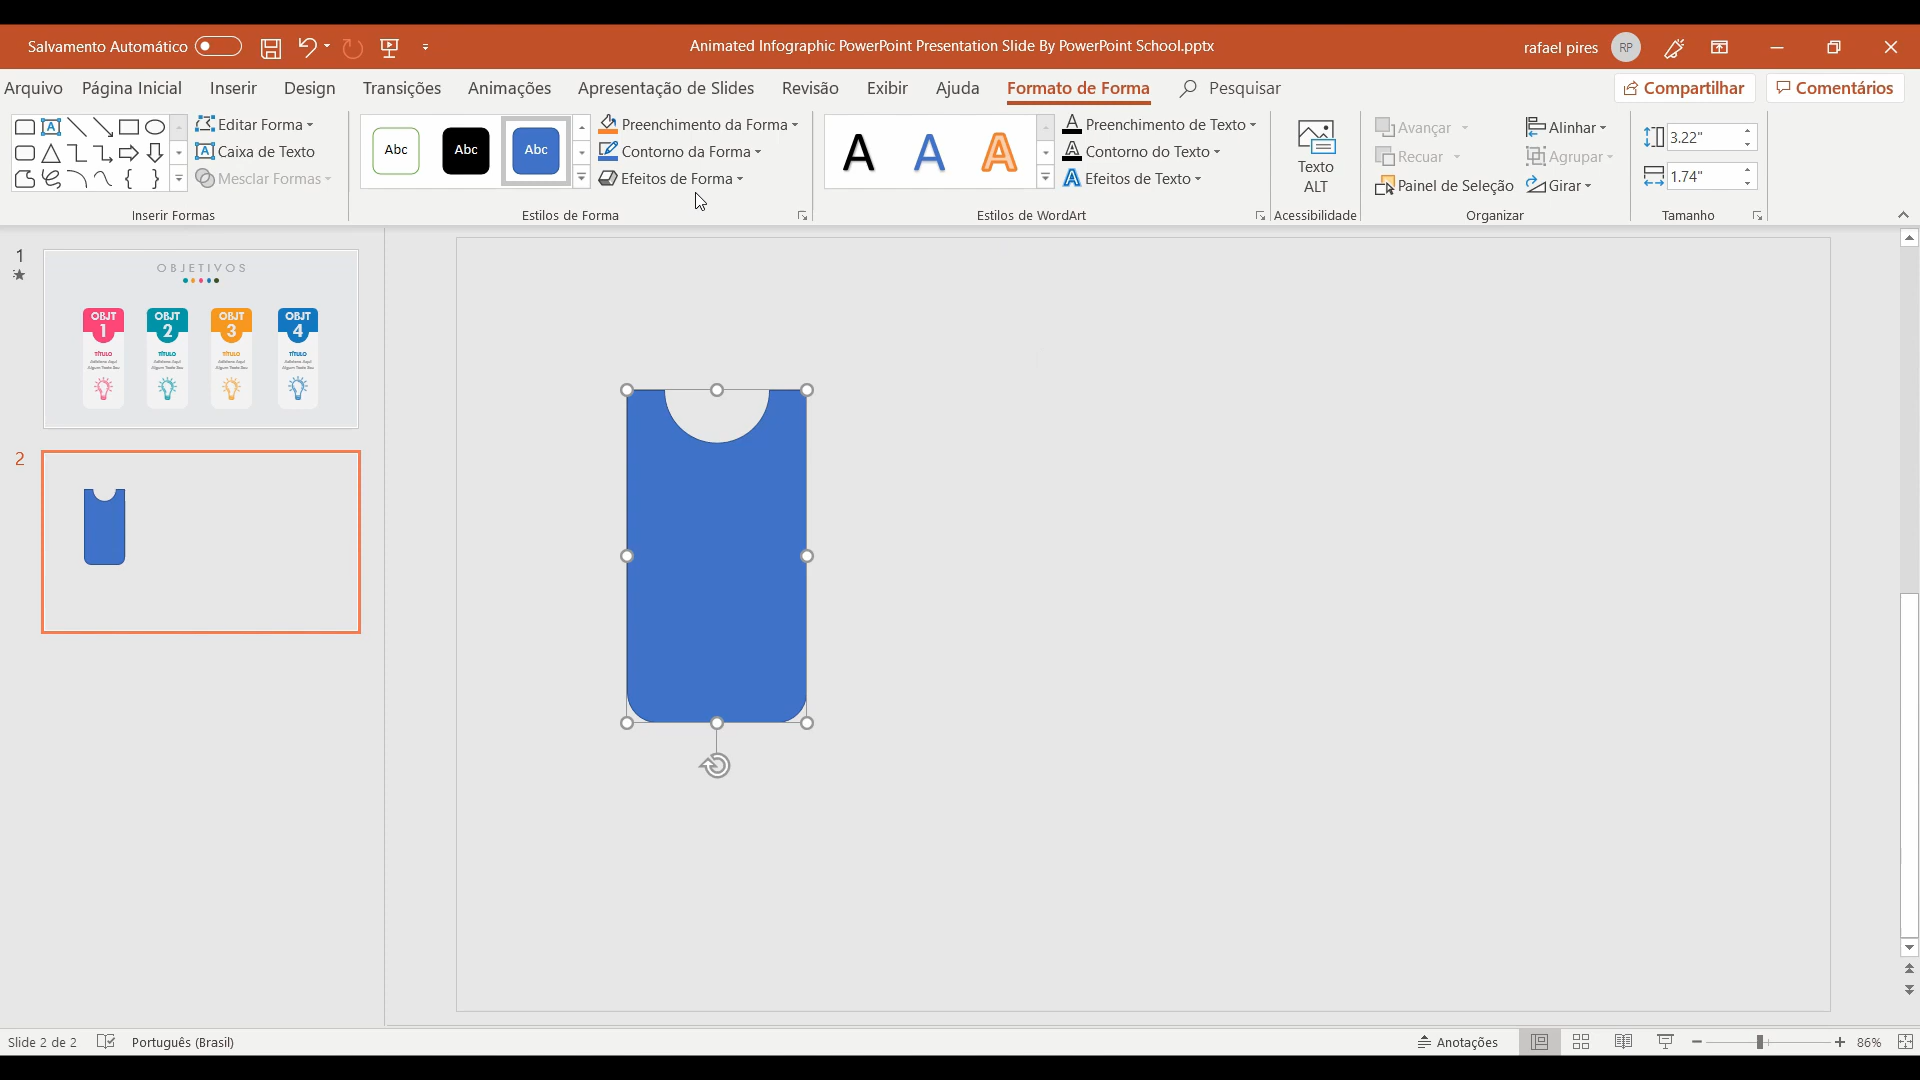 Salvamento Automático
Animated Infographic PowerPoint Presentation Slide By PowerPoint School.pptx
rafael pires
RP
Arquivo Página Inicial Inserir Design Transições Animações Apresentação de Slides Revisão Exibir Ajuda Formato de Forma Pesquisar
Compartilhar
Comentários
A
Editar Forma
Caixa de Texto
Mesclar Formas
Inserir Formas
Abc Abc Abc
Preenchimento da Forma
Contorno da Forma
Efeitos de Forma
Estilos de Forma
A A A
Preenchimento de Texto
Contorno do Texto
Efeitos de Texto
Estilos de WordArt
Texto
ALT
Acessibilidade
Avançar
Recuar
Painel de Seleção
Alinhar
Agrupar
Girar
Organizar
3.22"
1.74"
Tamanho
1
OBJETIVOS
OBJT OBJT OBJT OBJT
1 2 3 4
TÍTULO TÍTULO TÍTULO TÍTULO
2
Slide 2 de 2
Português (Brasil)
Anotações
86%